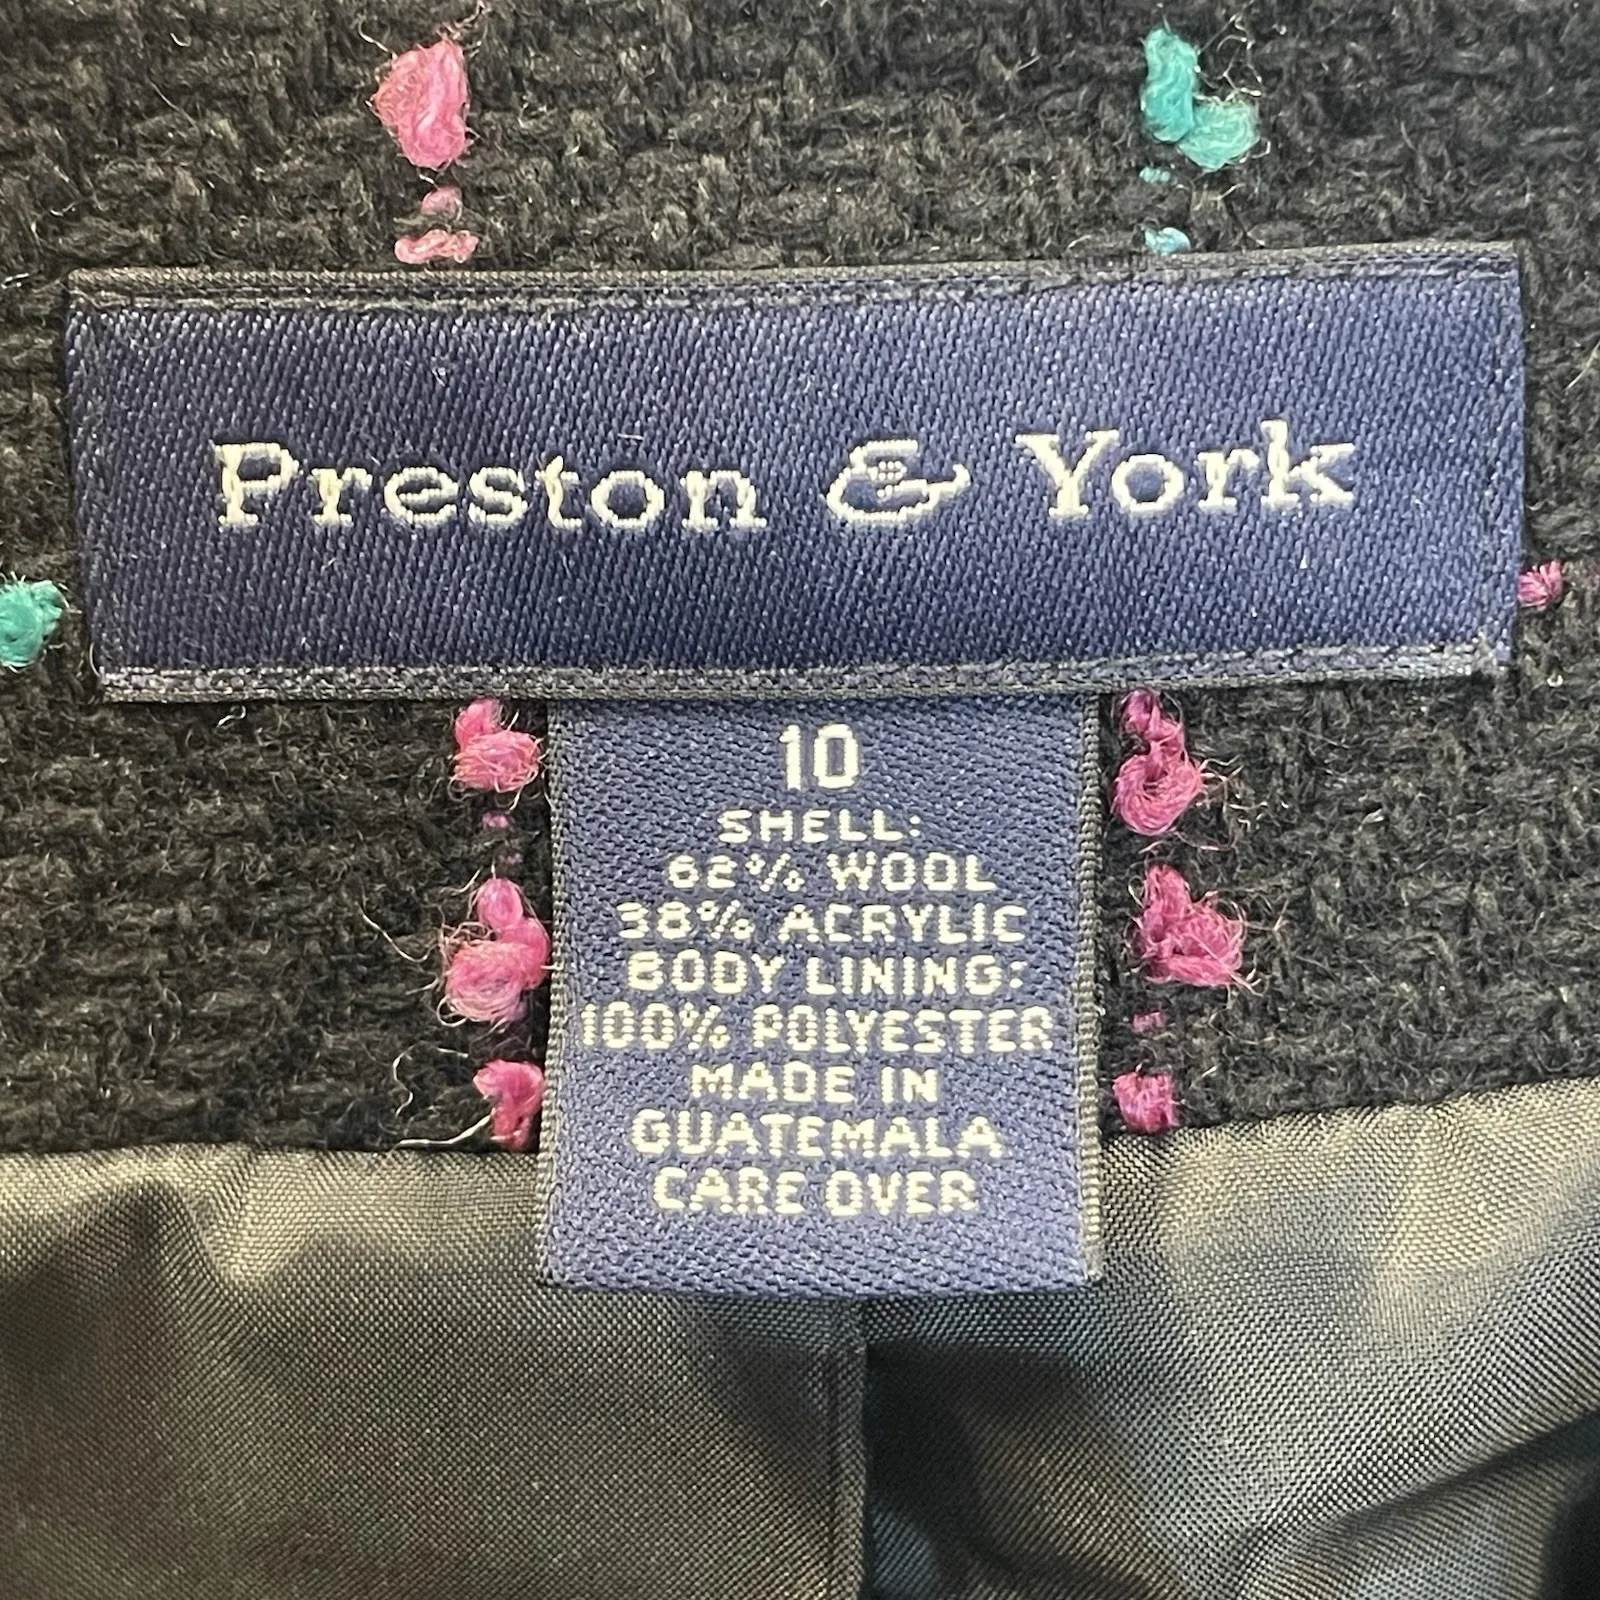 Preston & York
10
SHELL:
62% WOOL
38% ACRYLIC
BODY LINING:
100% POLYESTER
MADE IN
GUATEMALA
CARE OVER